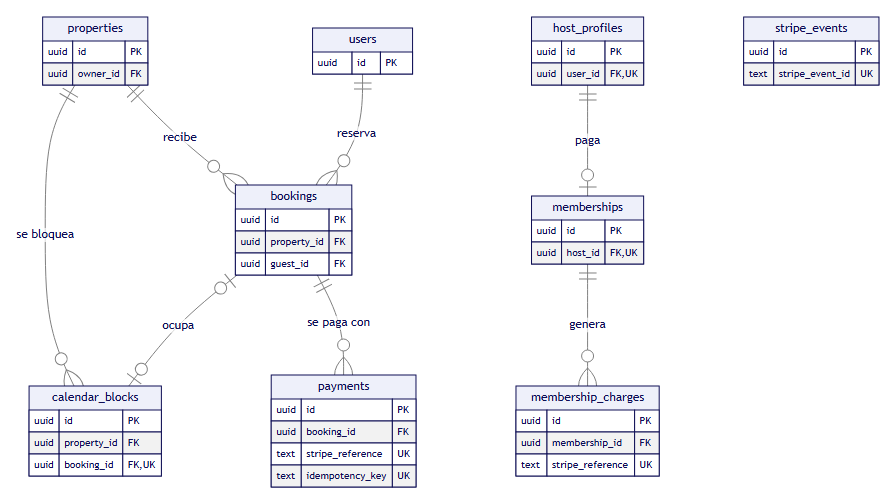 properties
uuid id PK
uuid owner_id FK
users
uuid id PK
host_profiles
uuid id PK
uuid user_id FK,UK
stripe_events
uuid id PK
text stripe_event_id UK
recibe
reserva
paga
bookings
uuid id PK
uuid property_id FK
uuid guest_id FK
memberships
uuid id PK
uuid host_id FK,UK
se bloquea
ocupa
se paga con
genera
calendar_blocks
uuid id PK
uuid property_id FK
uuid booking_id FK,UK
payments
uuid id PK
uuid booking_id FK
text stripe_reference UK
text idempotency_key UK
membership_charges
uuid id PK
uuid membership_id FK
text stripe_reference UK